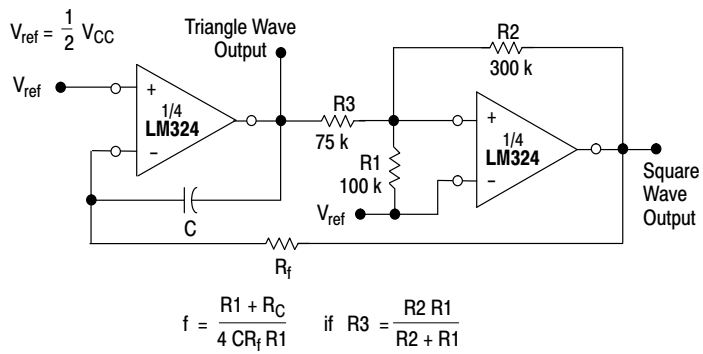 V_ref = 1/2 V_CC
Triangle Wave
Output
R2
300 k
V_ref
+
1/4
LM324
−
R3
75 k
+
1/4
LM324
−
R1
100 k
V_ref
Square
Wave
Output
C
R_f
f = (R1 + R_C) / (4 CR_f R1) if R3 = (R2 R1) / (R2 + R1)